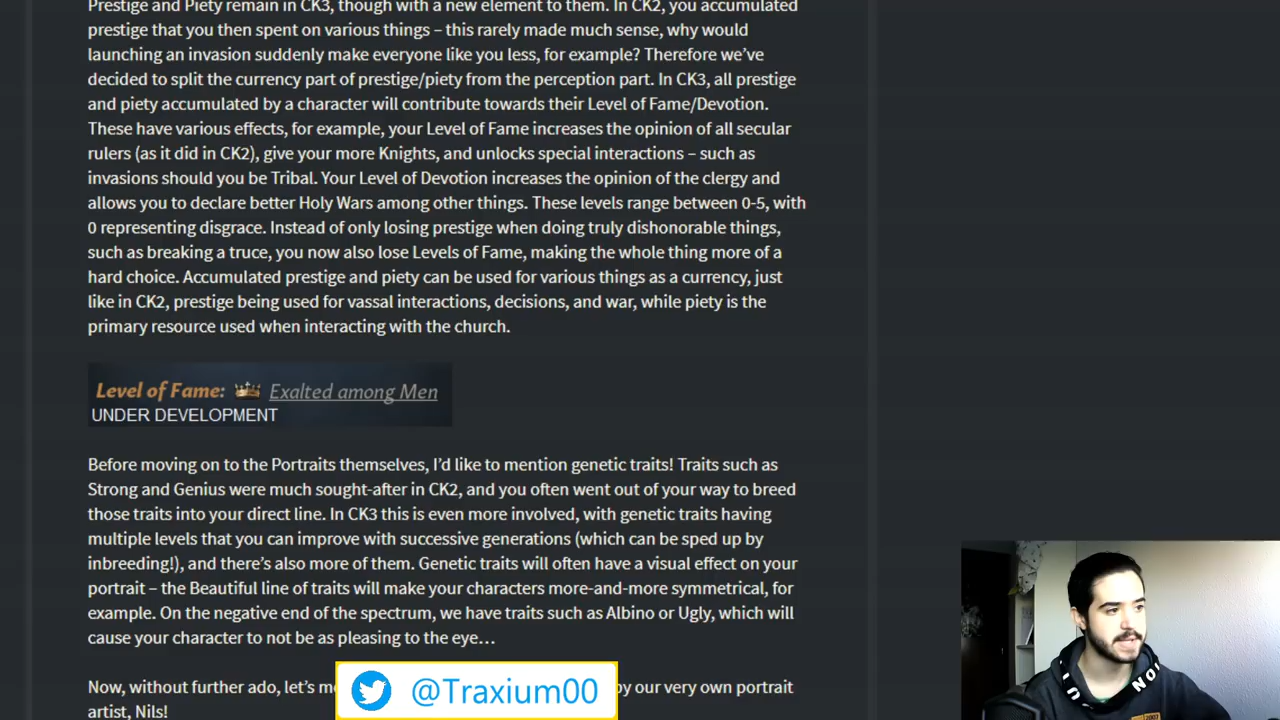 Prestige and Piety remain in CK3, though with a new element to them. In CK2, you accumulated
prestige that you then spent on various things – this rarely made much sense, why would
launching an invasion suddenly make everyone like you less, for example? Therefore we've
decided to split the currency part of prestige/piety from the perception part. In CK3, all prestige
and piety accumulated by a character will contribute towards their Level of Fame/Devotion.
These have various effects, for example, your Level of Fame increases the opinion of all secular
rulers (as it did in CK2), give your more Knights, and unlocks special interactions – such as
invasions should you be Tribal. Your Level of Devotion increases the opinion of the clergy and
allows you to declare better Holy Wars among other things. These levels range between 0-5, with
0 representing disgrace. Instead of only losing prestige when doing truly dishonorable things,
such as breaking a truce, you now also lose Levels of Fame, making the whole thing more of a
hard choice. Accumulated prestige and piety can be used for various things as a currency, just
like in CK2, prestige being used for vassal interactions, decisions, and war, while piety is the
primary resource used when interacting with the church.
Level of Fame: Exalted among Men
UNDER DEVELOPMENT
Before moving on to the Portraits themselves, I'd like to mention genetic traits! Traits such as
Strong and Genius were much sought-after in CK2, and you often went out of your way to breed
those traits into your direct line. In CK3 this is even more involved, with genetic traits having
multiple levels that you can improve with successive generations (which can be sped up by
inbreeding!), and there's also more of them. Genetic traits will often have a visual effect on your
portrait – the Beautiful line of traits will make your characters more-and-more symmetrical, for
example. On the negative end of the spectrum, we have traits such as Albino or Ugly, which will
cause your character to not be as pleasing to the eye…
Now, without further ado, let's by our very own portrait
artist, Nils!
@Traxium00